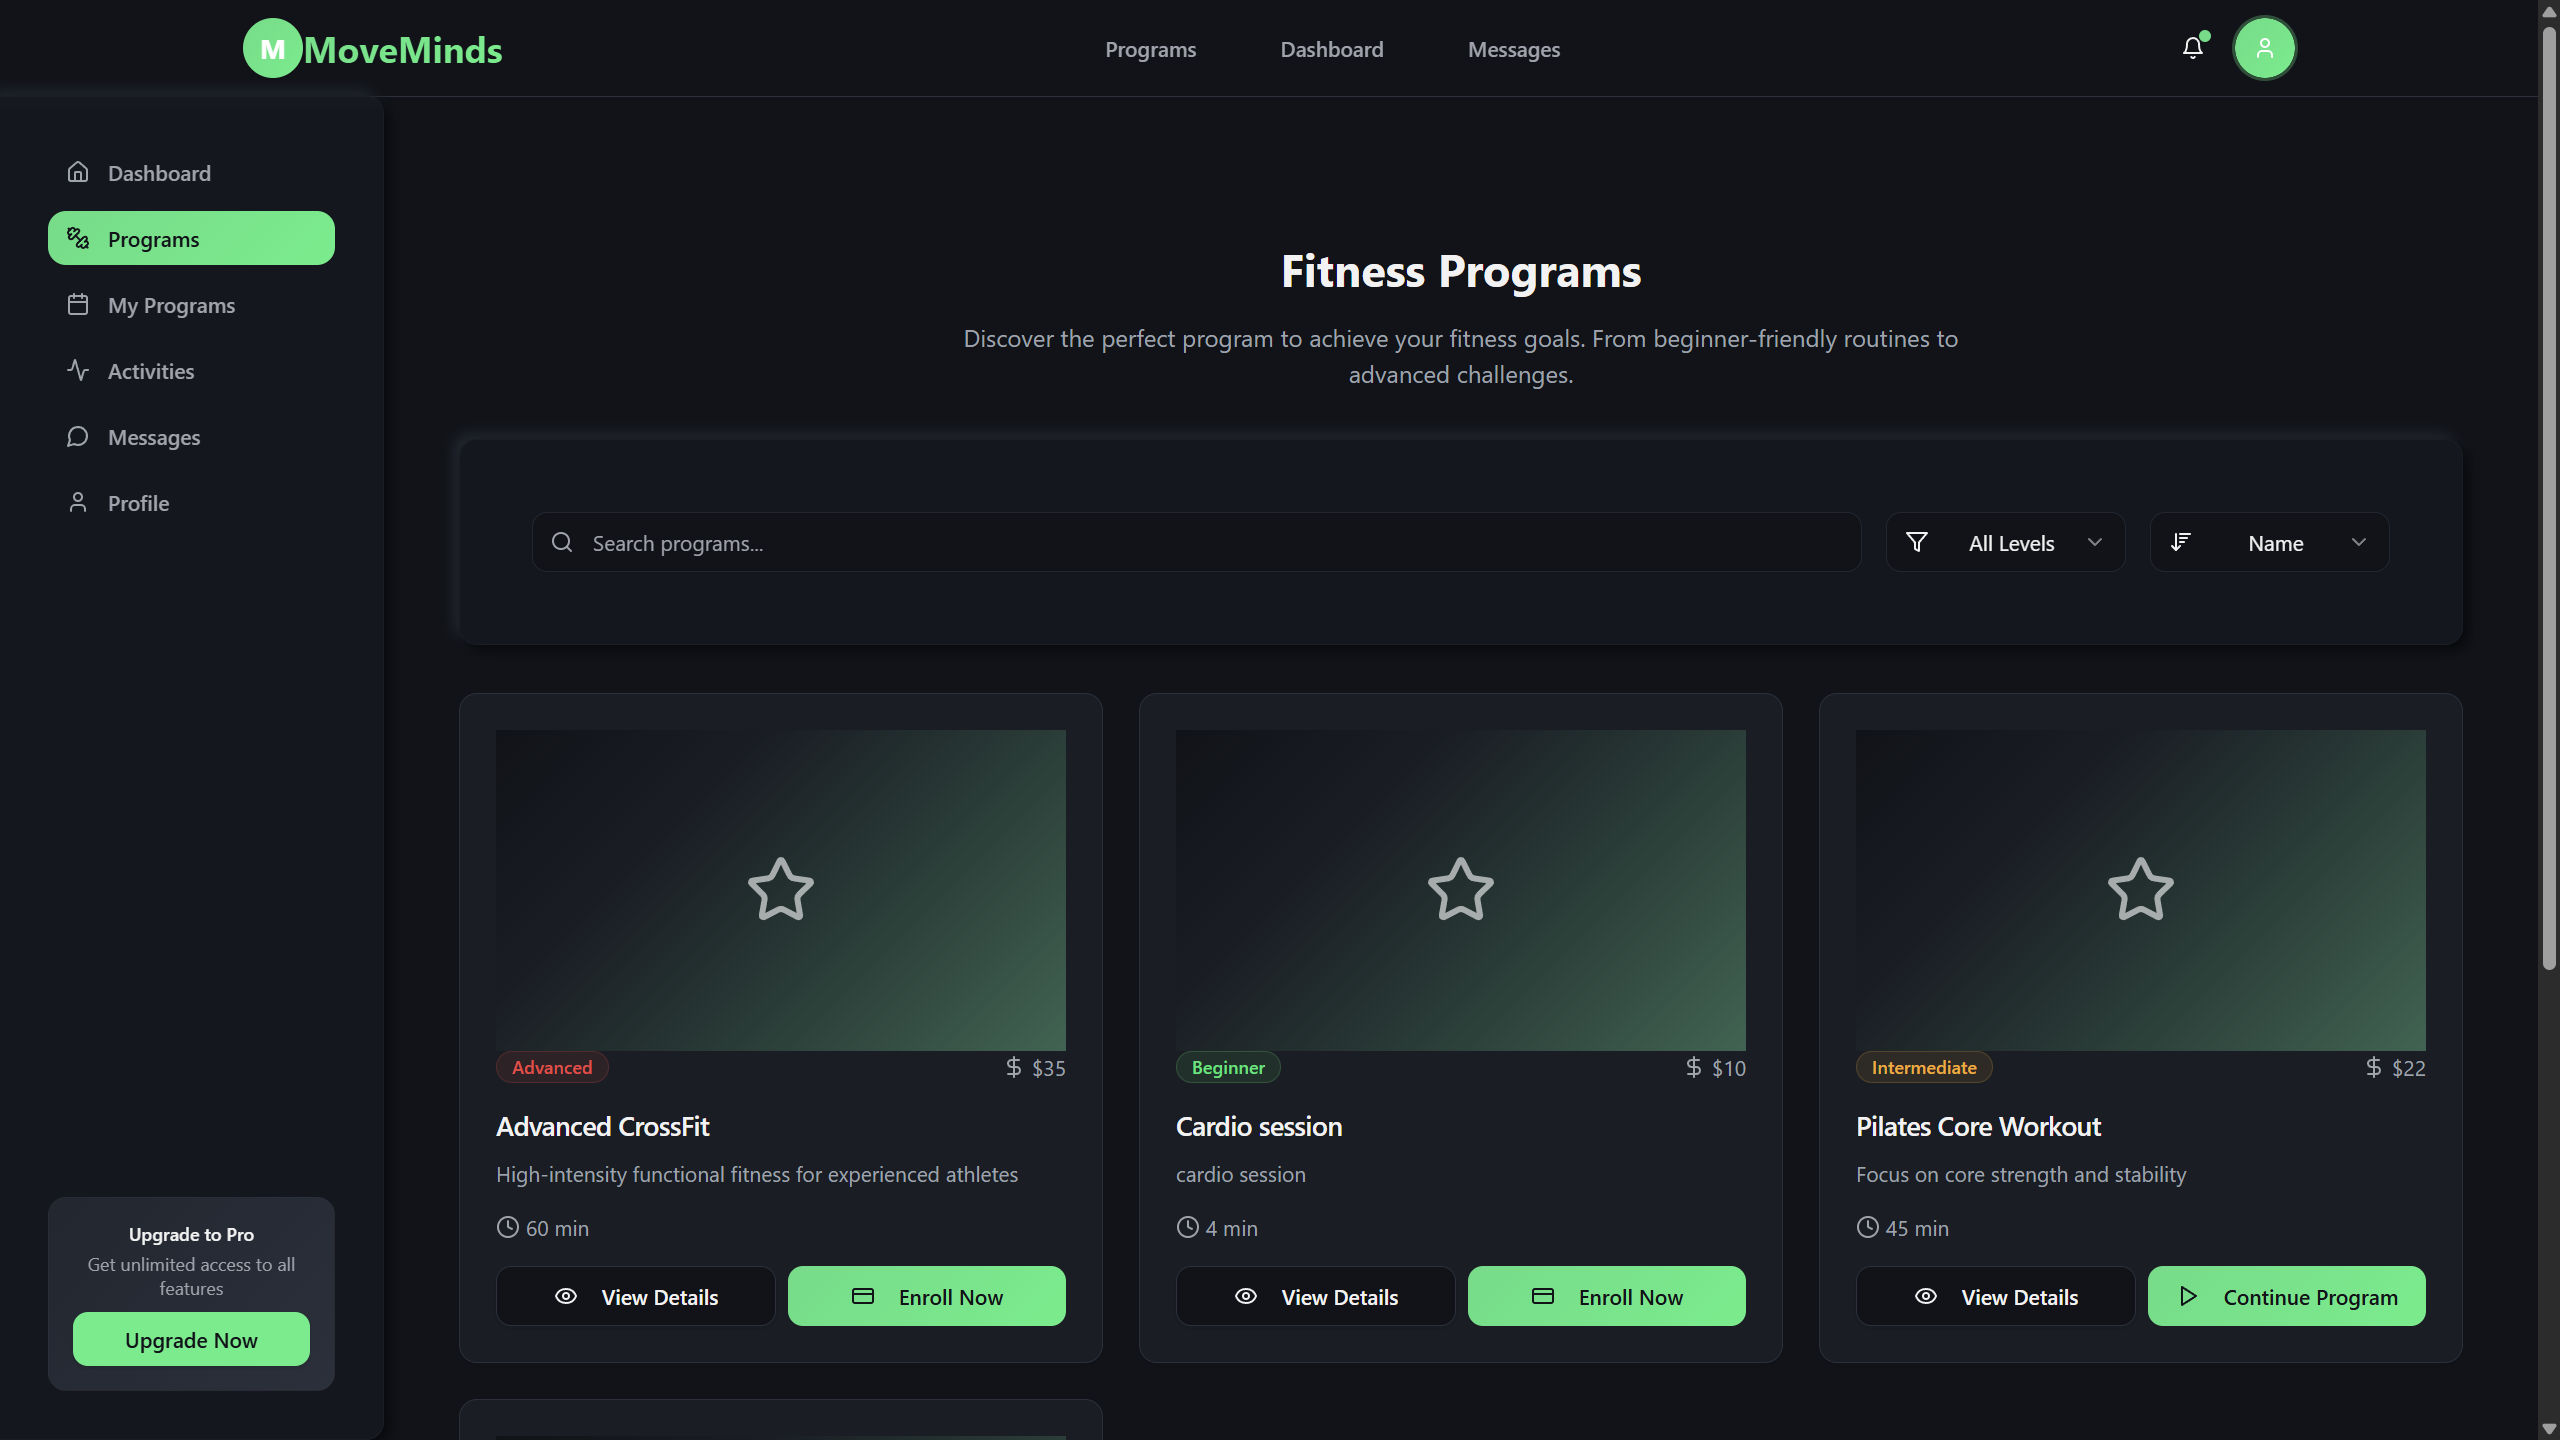 M MoveMinds
Programs
Dashboard
Messages
Dashboard
Programs
My Programs
Activities
Messages
Profile
Upgrade to Pro
Get unlimited access to all
features
Upgrade Now
Fitness Programs
Discover the perfect program to achieve your fitness goals. From beginner-friendly routines to
advanced challenges.
Search programs...
All Levels
Name
Advanced
$ $35
Advanced CrossFit
High-intensity functional fitness for experienced athletes
60 min
View Details
Enroll Now
Beginner
$ $10
Cardio session
cardio session
4 min
View Details
Enroll Now
Intermediate
$ $22
Pilates Core Workout
Focus on core strength and stability
45 min
View Details
Continue Program